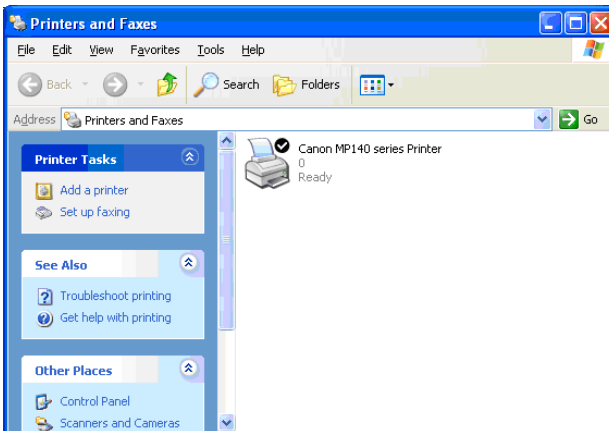 Printers and Faxes
File Edit View Favorites Tools Help
Back Search Folders
Address Printers and Faxes Go
Printer Tasks
Add a printer
Set up faxing
See Also
Troubleshoot printing
Get help with printing
Other Places
Control Panel
Scanners and Cameras
Canon MP140 series Printer
0
Ready